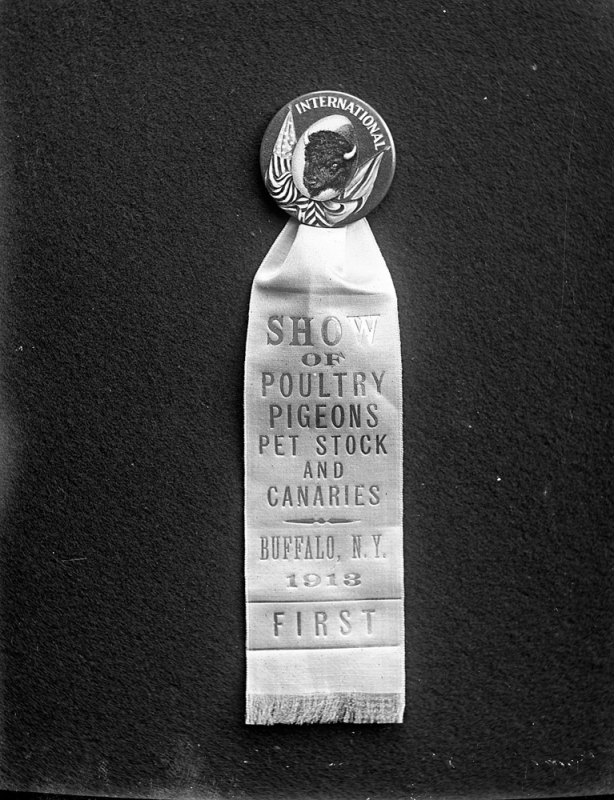 INTERNATIONAL
SHOW
OF
POULTRY
PIGEONS
PET STOCK
AND
CANARIES
BUFFALO, N.Y.
1913
FIRST